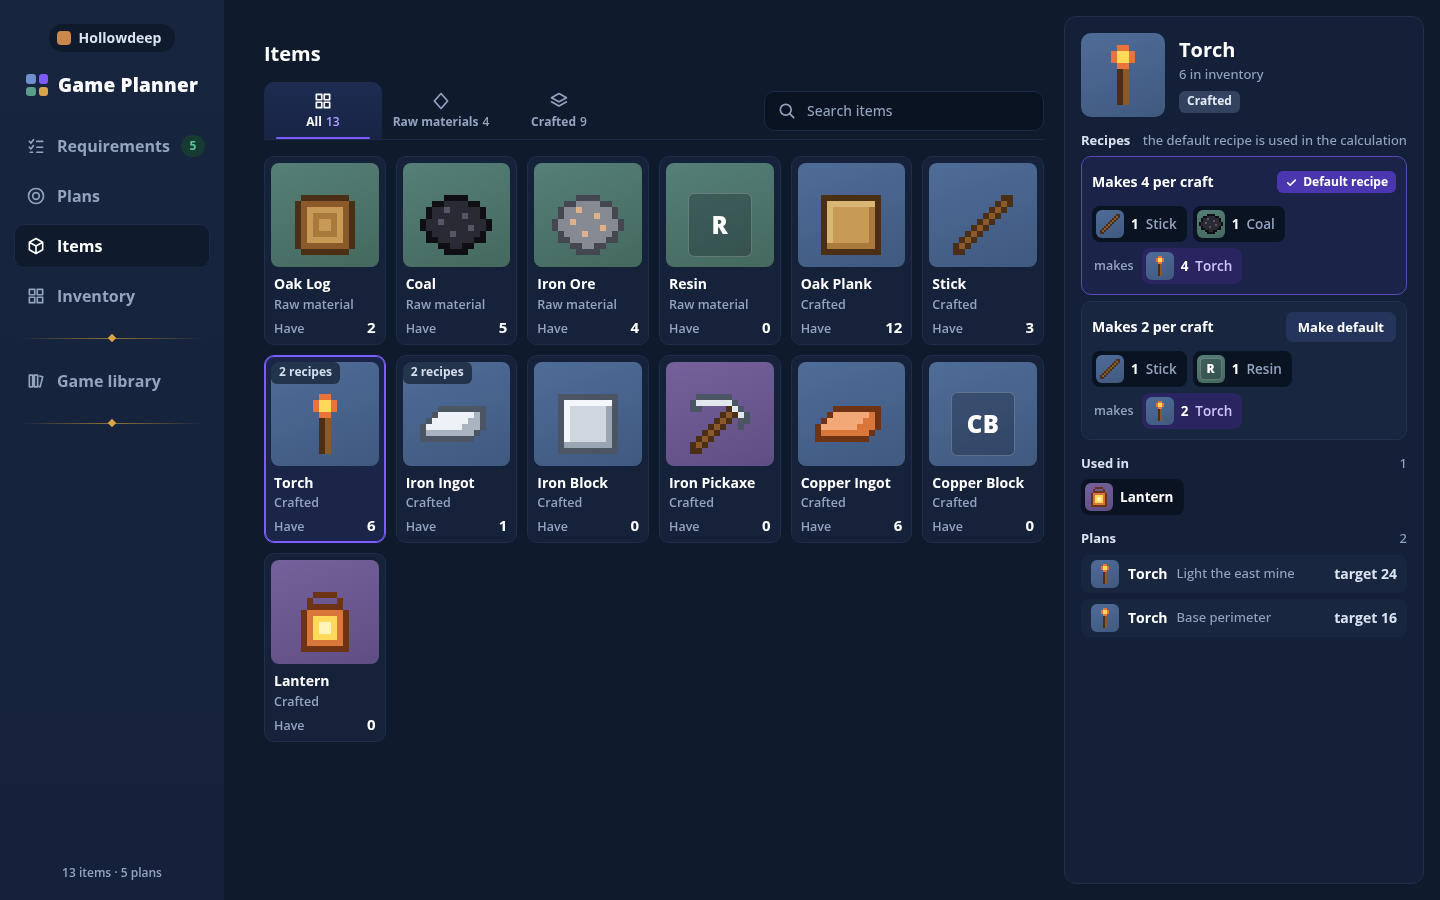 Hollowdeep
Game Planner
Requirements 5
Plans
Items
Inventory
Game library
13 items · 5 plans
Items
All 13
Raw materials 4
Crafted 9
Search items
Oak Log
Raw material
Have 2
Coal
Raw material
Have 5
Iron Ore
Raw material
Have 4
R
Resin
Raw material
Have 0
Oak Plank
Crafted
Have 12
Stick
Crafted
Have 3
2 recipes
Torch
Crafted
Have 6
2 recipes
Iron Ingot
Crafted
Have 1
Iron Block
Crafted
Have 0
Iron Pickaxe
Crafted
Have 0
Copper Ingot
Crafted
Have 6
CB
Copper Block
Crafted
Have 0
Lantern
Crafted
Have 0
Torch
6 in inventory
Crafted
Recipes the default recipe is used in the calculation
Makes 4 per craft Default recipe
1 Stick 1 Coal
makes 4 Torch
Makes 2 per craft Make default
1 Stick R 1 Resin
makes 2 Torch
Used in 1
Lantern
Plans 2
Torch Light the east mine target 24
Torch Base perimeter target 16